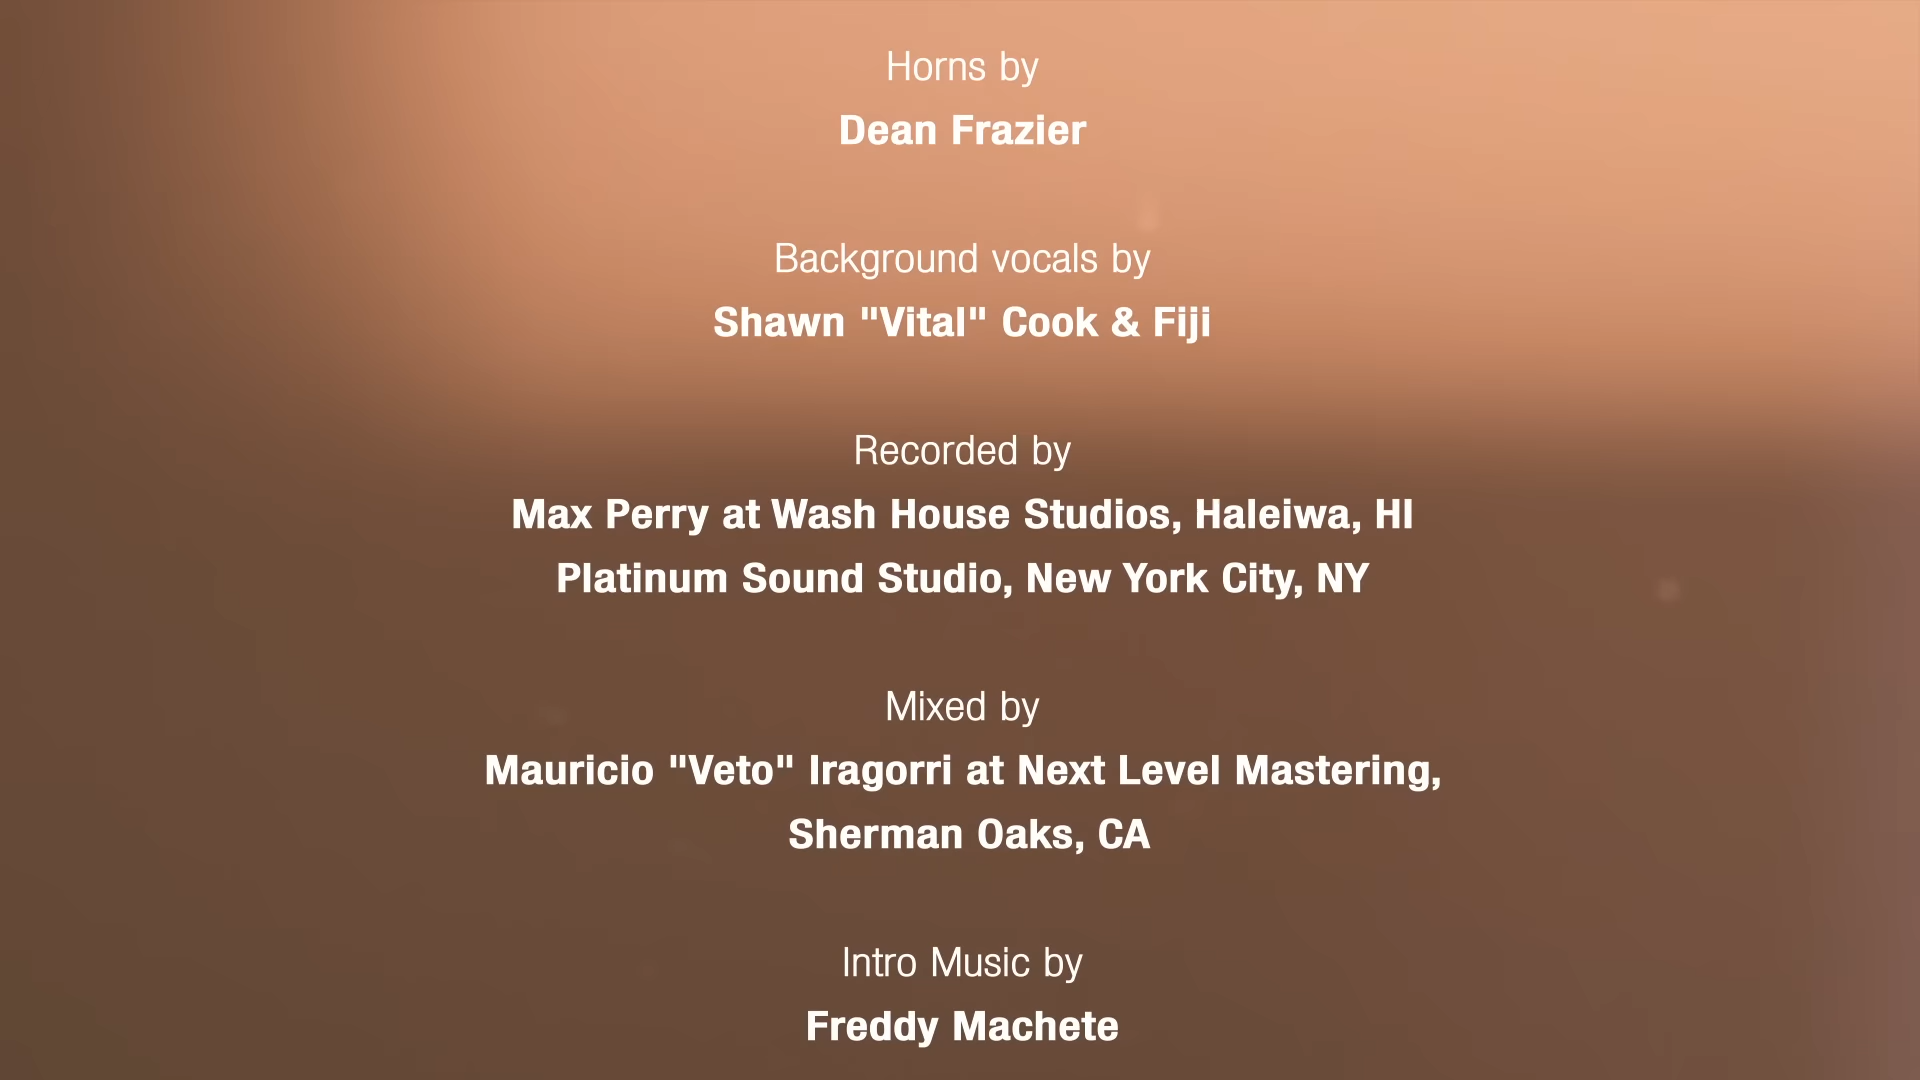 Horns by
Dean Frazier
Background vocals by
Shawn "Vital" Cook & Fiji
Recorded by
Max Perry at Wash House Studios, Haleiwa, HI
Platinum Sound Studio, New York City, NY
Mixed by
Mauricio "Veto" Iragorri at Next Level Mastering,
Sherman Oaks, CA
Intro Music by
Freddy Machete